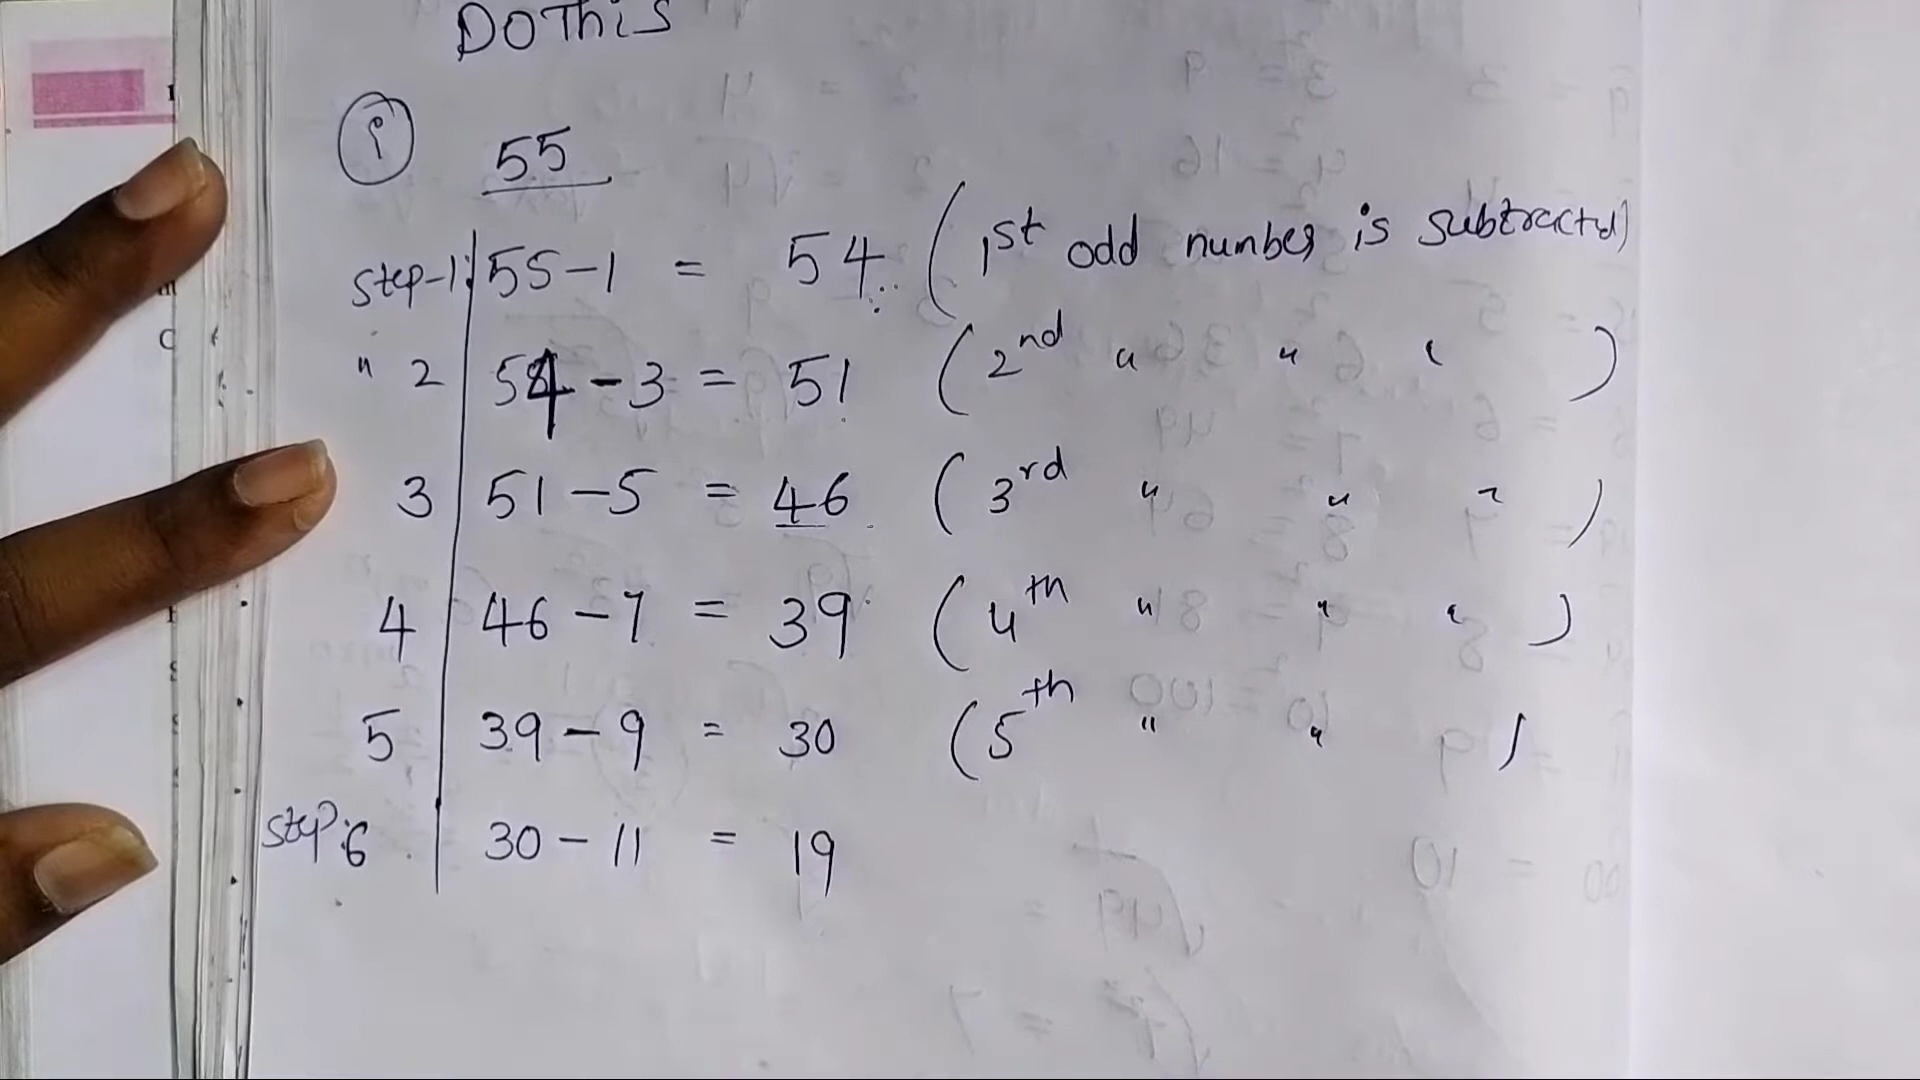 DO This
i 55
step-1: 55-1 = 54 (1st odd number is subtracted)
" 2 54 - 3 = 51 (2nd " " " )
3 51 - 5 = 46 (3rd " " " )
4 46 - 7 = 39 (4th " " " )
5 39 - 9 = 30 (5th " " )
step:6 30 - 11 = 19